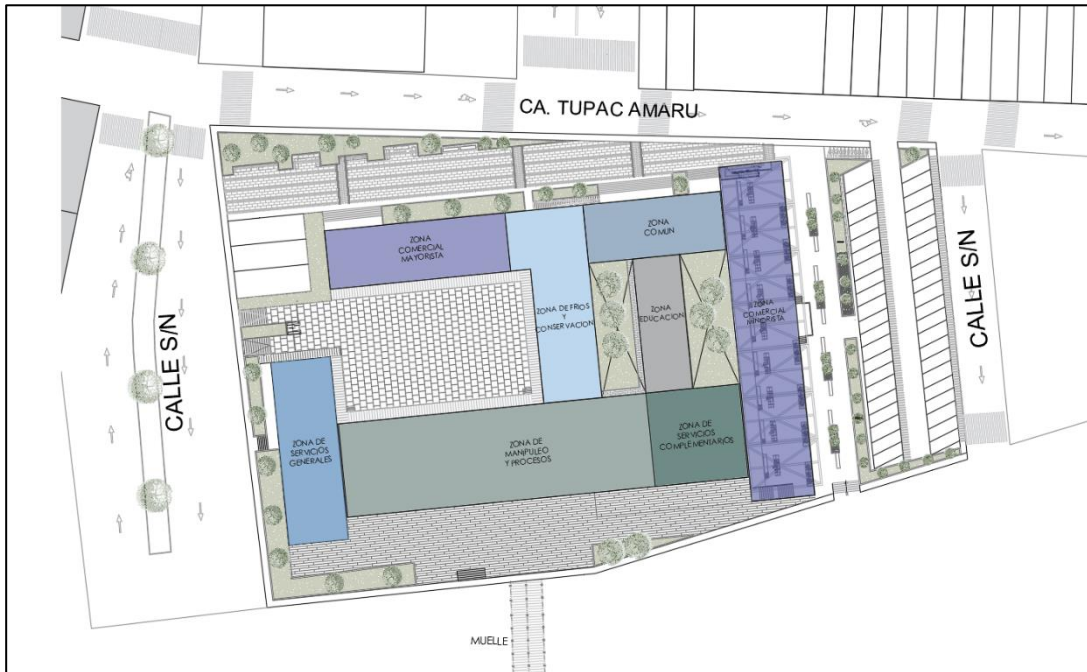 CA. TUPAC AMARU
CALLE S/N
CALLE S/N
ZONA
COMERCIAL
MAYORISTA
ZONA
COMUN
ZONA DE FRIOS
Y
CONSERVACION
ZONA
EDUCACION
ZONA
COMERCIAL
MINORISTA
ZONA DE
SERVICIOS
GENERALES
ZONA DE
MANIPULEO
Y PROCESOS
ZONA DE
SERVICIOS
COMPLEMENTARIOS
MUELLE